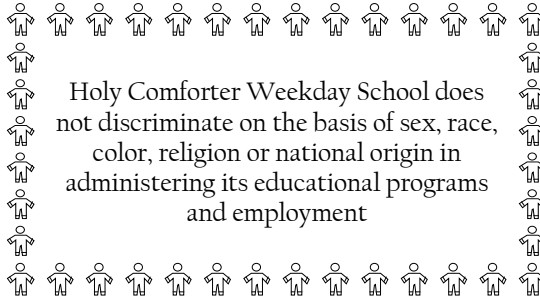 Holy Comforter Weekday School does
not discriminate on the basis of sex, race,
color, religion or national origin in
administering its educational programs
and employment